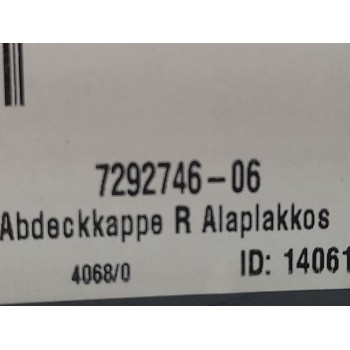 7292746-06
Abdeckkappe R Alaplakkos
4068/0 ID: 14061